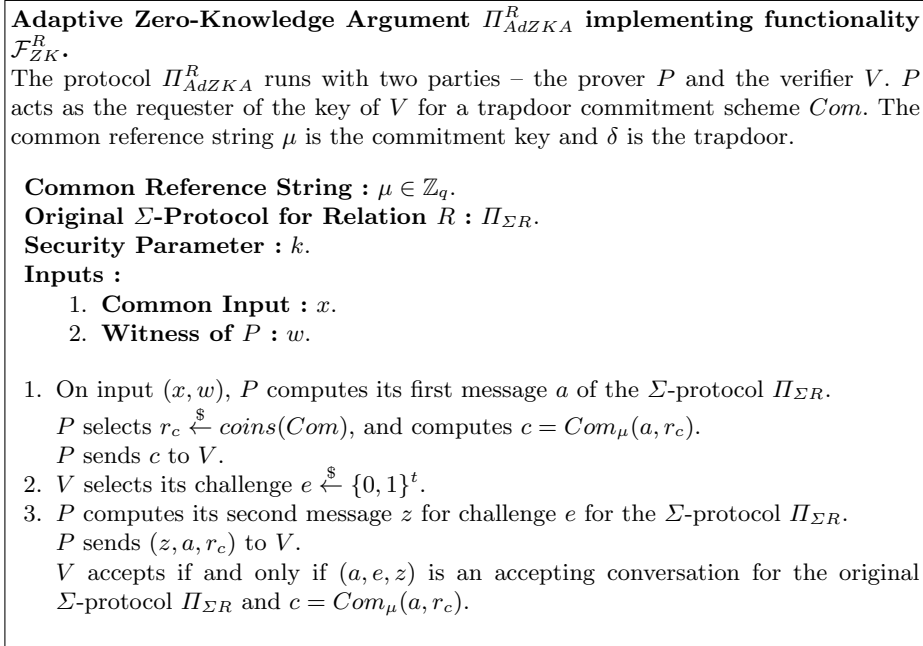 Adaptive Zero-Knowledge Argument Π^R_{AdZKA} implementing functionality
F^R_{ZK}.
The protocol Π^R_{AdZKA} runs with two parties – the prover P and the verifier V. P
acts as the requester of the key of V for a trapdoor commitment scheme Com. The
common reference string μ is the commitment key and δ is the trapdoor.
Common Reference String : μ ∈ ℤ_q.
Original Σ-Protocol for Relation R : Π_{ΣR}.
Security Parameter : k.
Inputs :
1. Common Input : x.
2. Witness of P : w.
1. On input (x, w), P computes its first message a of the Σ-protocol Π_{ΣR}.
P selects r_c $← coins(Com), and computes c = Com_μ(a, r_c).
P sends c to V.
2. V selects its challenge e $← {0, 1}^t.
3. P computes its second message z for challenge e for the Σ-protocol Π_{ΣR}.
P sends (z, a, r_c) to V.
V accepts if and only if (a, e, z) is an accepting conversation for the original
Σ-protocol Π_{ΣR} and c = Com_μ(a, r_c).